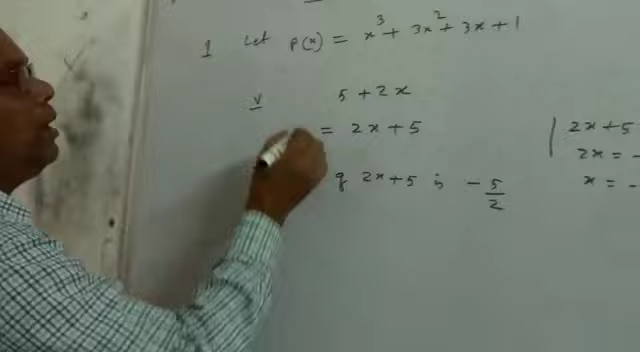 1 Let P(x) = x³ + 3x² + 3x + 1
v 5 + 2x
= 2x + 5
2x + 5 is - 5/2
2x + 5
2x = -
x = -